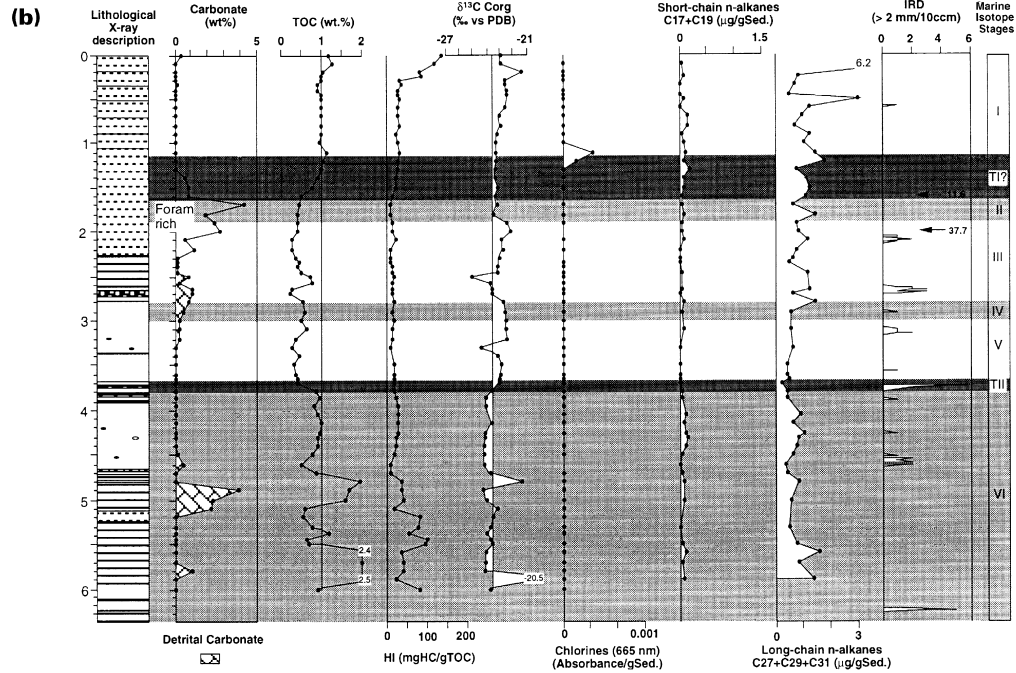 (b)
Lithological
X-ray
description
Carbonate
(wt%)
TOC (wt.%)
δ¹³C Corg
(‰ vs PDB)
Short-chain n-alkanes
C17+C19 (µg/gSed.)
IRD
(> 2 mm/10ccm)
Marine
Isotope
Stages
0 5
0 1 2
-27 -21
0 1.5
0 2 4 6
0
1
2
3
4
5
6
6.2
Foram
rich
37.7
2.4
2.5
-20.5
I
TI?
II
III
IV
V
TII
VI
Detrital Carbonate
0 100 200
HI (mgHC/gTOC)
0 0.001
Chlorines (665 nm)
(Absorbance/gSed.)
0 3
Long-chain n-alkanes
C27+C29+C31 (µg/gSed.)